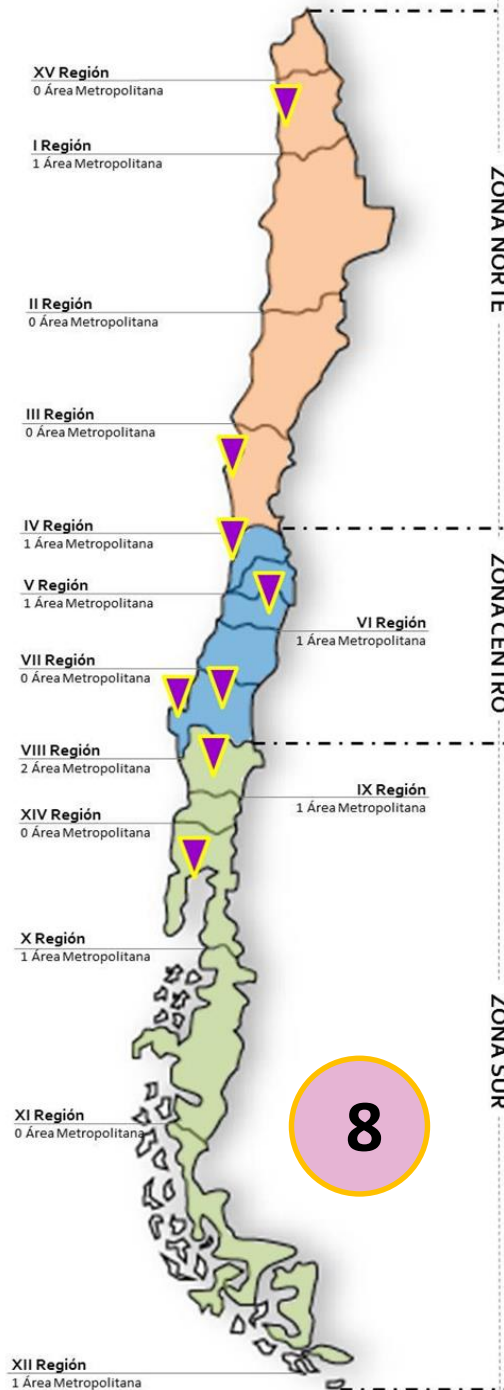 XV Región
0 Área Metropolitana
I Región
1 Área Metropolitana
ZONA NORTE
II Región
0 Área Metropolitana
III Región
0 Área Metropolitana
IV Región
1 Área Metropolitana
ZONA CENTRO
V Región
1 Área Metropolitana
VI Región
1 Área Metropolitana
VII Región
0 Área Metropolitana
VIII Región
2 Área Metropolitana
IX Región
1 Área Metropolitana
XIV Región
0 Área Metropolitana
X Región
1 Área Metropolitana
ZONA SUR
XI Región
0 Área Metropolitana
8
XII Región
1 Área Metropolitana